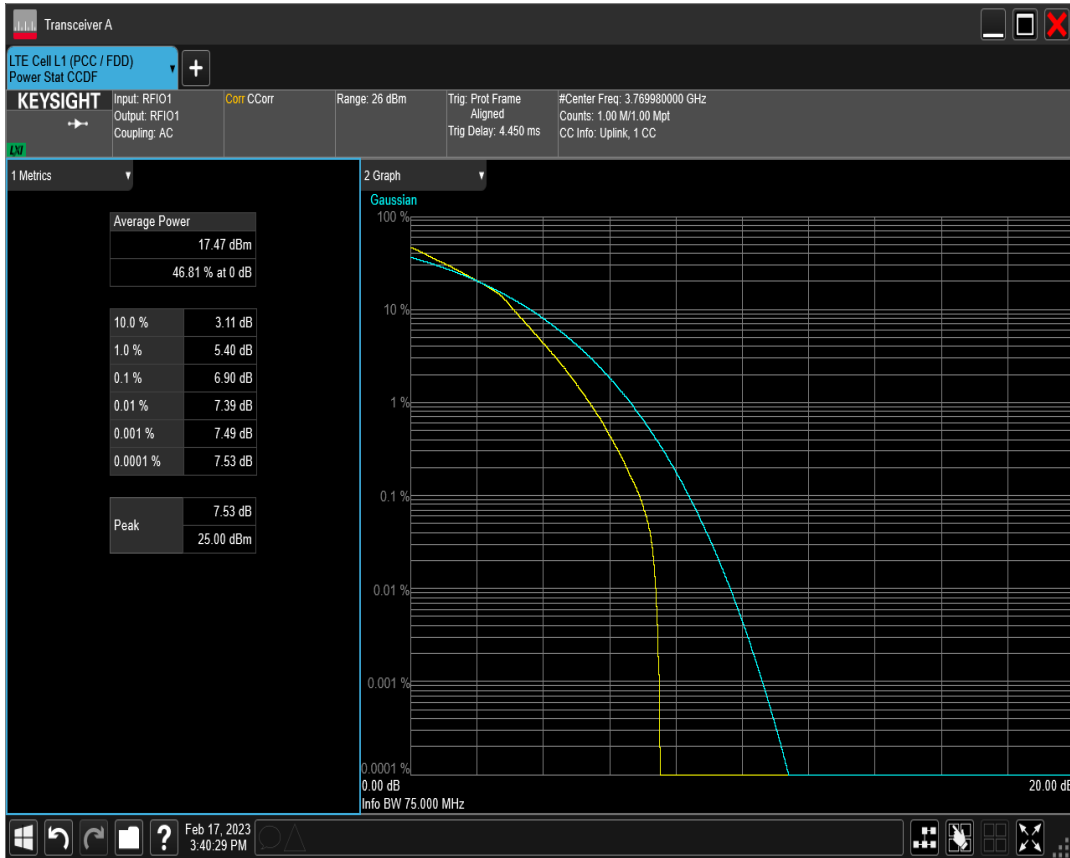 Transceiver A
LTE Cell L1 (PCC / FDD)
Power Stat CCDF
KEYSIGHT
LXI
Input: RFIO1
Output: RFIO1
Coupling: AC
Corr CCorr
Range: 26 dBm
Trig: Prot Frame
Aligned
Trig Delay: 4.450 ms
#Center Freq: 3.769980000 GHz
Counts: 1.00 M/1.00 Mpt
CC Info: Uplink, 1 CC
1 Metrics
Average Power
17.47 dBm
46.81 % at 0 dB
10.0 % 3.11 dB
1.0 % 5.40 dB
0.1 % 6.90 dB
0.01 % 7.39 dB
0.001 % 7.49 dB
0.0001 % 7.53 dB
Peak
7.53 dB
25.00 dBm
2 Graph
Gaussian
100 %
10 %
1 %
0.1 %
0.01 %
0.001 %
0.0001 %
0.00 dB 20.00 dB
Info BW 75.000 MHz
?
Feb 17, 2023
3:40:29 PM